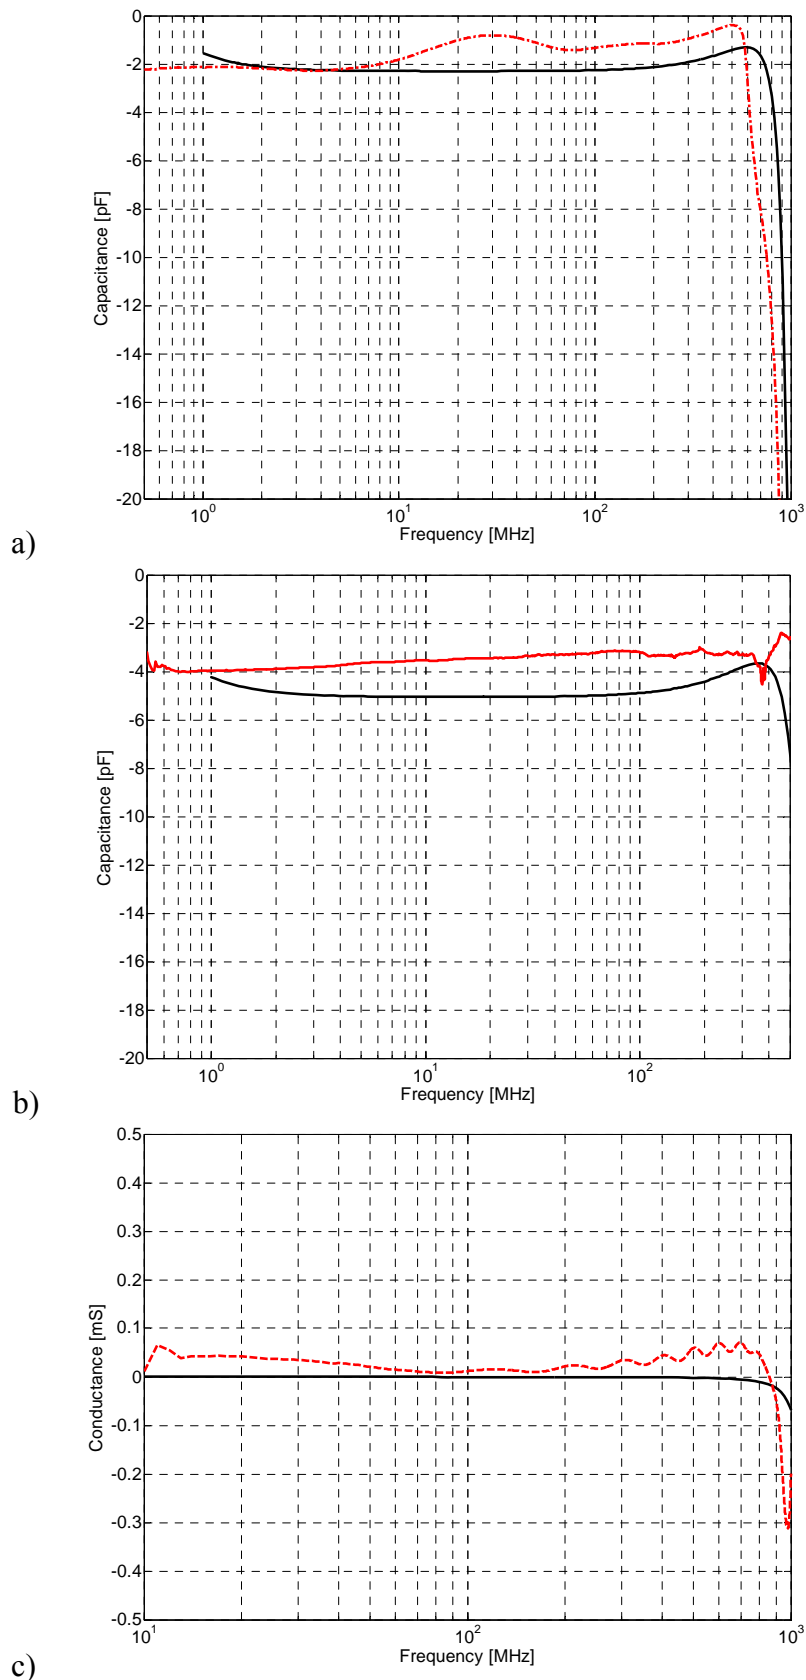 0
-2
-4
-6
-8
-10
-12
-14
-16
-18
-20
Capacitance [pF]
10^0 10^1 10^2 10^3
Frequency [MHz]
a)
0
-2
-4
-6
-8
-10
-12
-14
-16
-18
-20
Capacitance [pF]
10^0 10^1 10^2
Frequency [MHz]
b)
0.5
0.4
0.3
0.2
0.1
0
-0.1
-0.2
-0.3
-0.4
-0.5
Conductance [mS]
10^1 10^2 10^3
Frequency [MHz]
c)